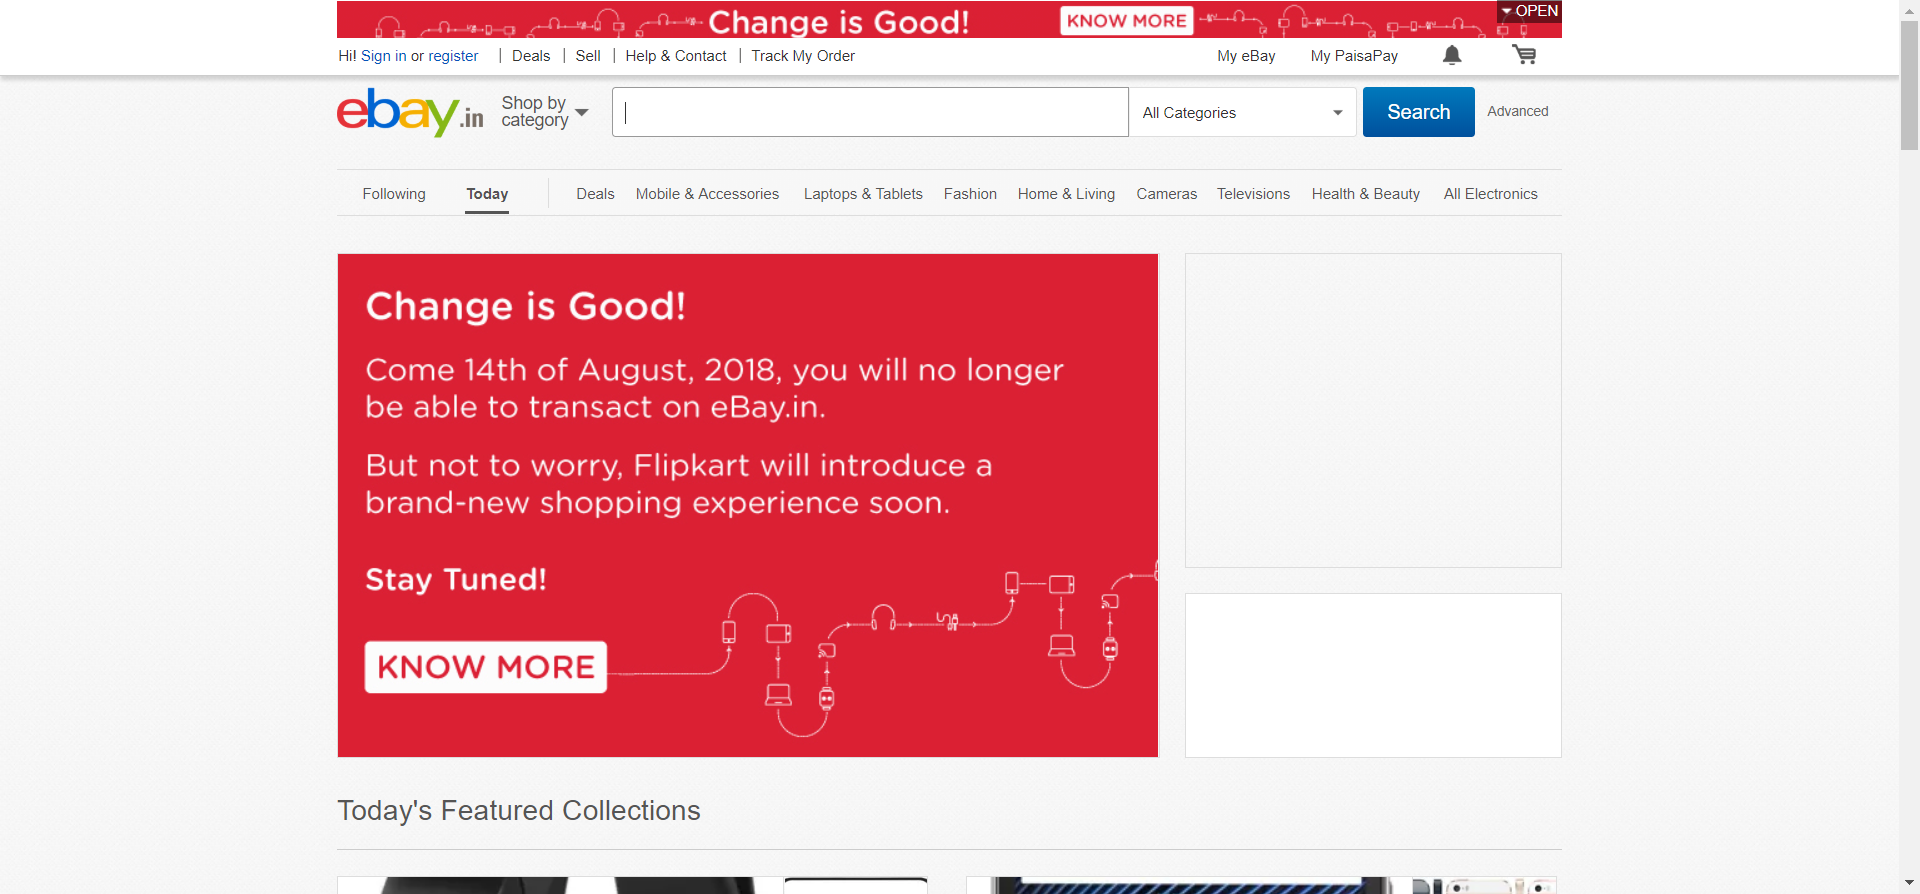 Change is Good! KNOW MORE OPEN
Hi! Sign in or register | Deals | Sell | Help & Contact | Track My Order My eBay My PaisaPay
ebay.in Shop by category All Categories Search Advanced
Following Today Deals Mobile & Accessories Laptops & Tablets Fashion Home & Living Cameras Televisions Health & Beauty All Electronics
Change is Good!
Come 14th of August, 2018, you will no longer
be able to transact on eBay.in.
But not to worry, Flipkart will introduce a
brand-new shopping experience soon.
Stay Tuned!
KNOW MORE
Today's Featured Collections